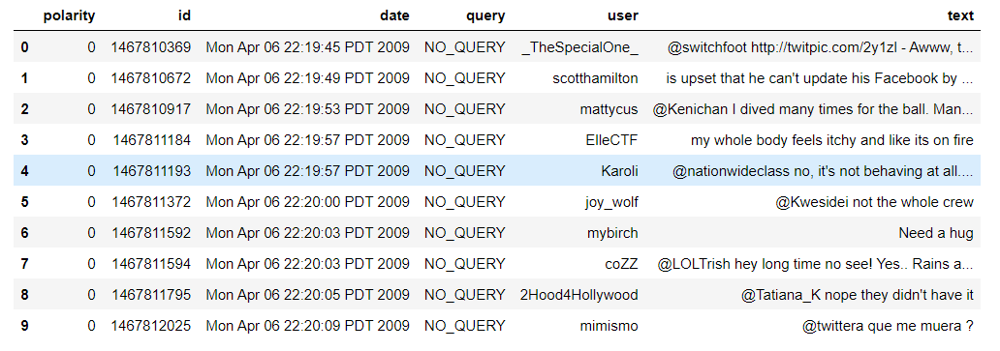 polarity id date query user text
0 0 1467810369 Mon Apr 06 22:19:45 PDT 2009 NO_QUERY _TheSpecialOne_ @switchfoot http://twitpic.com/2y1zl - Awww, t...
1 0 1467810672 Mon Apr 06 22:19:49 PDT 2009 NO_QUERY scotthamilton is upset that he can't update his Facebook by ...
2 0 1467810917 Mon Apr 06 22:19:53 PDT 2009 NO_QUERY mattycus @Kenichan I dived many times for the ball. Man...
3 0 1467811184 Mon Apr 06 22:19:57 PDT 2009 NO_QUERY ElleCTF my whole body feels itchy and like its on fire
4 0 1467811193 Mon Apr 06 22:19:57 PDT 2009 NO_QUERY Karoli @nationwideclass no, it's not behaving at all....
5 0 1467811372 Mon Apr 06 22:20:00 PDT 2009 NO_QUERY joy_wolf @Kwesidei not the whole crew
6 0 1467811592 Mon Apr 06 22:20:03 PDT 2009 NO_QUERY mybirch Need a hug
7 0 1467811594 Mon Apr 06 22:20:03 PDT 2009 NO_QUERY coZZ @LOLTrish hey long time no see! Yes.. Rains a...
8 0 1467811795 Mon Apr 06 22:20:05 PDT 2009 NO_QUERY 2Hood4Hollywood @Tatiana_K nope they didn't have it
9 0 1467812025 Mon Apr 06 22:20:09 PDT 2009 NO_QUERY mimismo @twittera que me muera ?